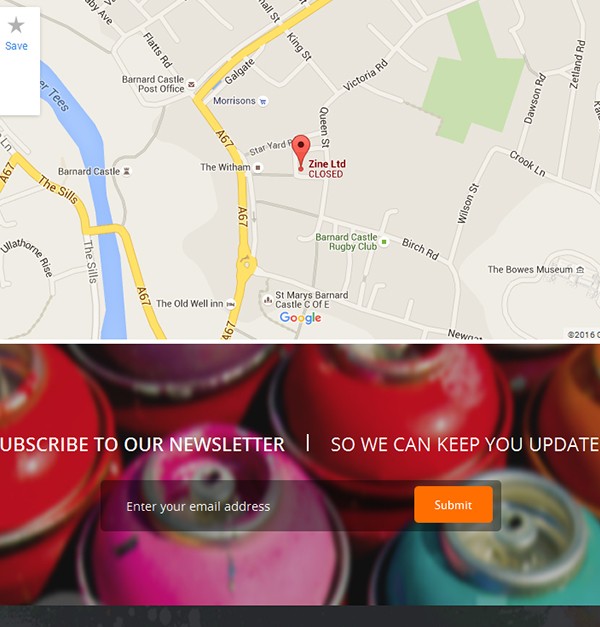 aby Ave
all St
King St
Flatts Rd
Galgate
Save
Barnard Castle
Post Office
Victoria Rd
Zetland Rd
Dawson Rd
er Tees
Morrisons
Queen St
A67
Star Yard
Zine Ltd
CLOSED
The Witham
Crook Ln
A67
Barnard Castle
The Sills
Wilson St
A67
Barnard Castle
Rugby Club
Birch Rd
Ullathorne Rise
The Sills
The Bowes Museum
A67
The Old Well inn
St Marys Barnard
Castle C Of E
Google
A67
Newgat
©2016
UBSCRIBE TO OUR NEWSLETTER | SO WE CAN KEEP YOU UPDATE
Enter your email address
Submit